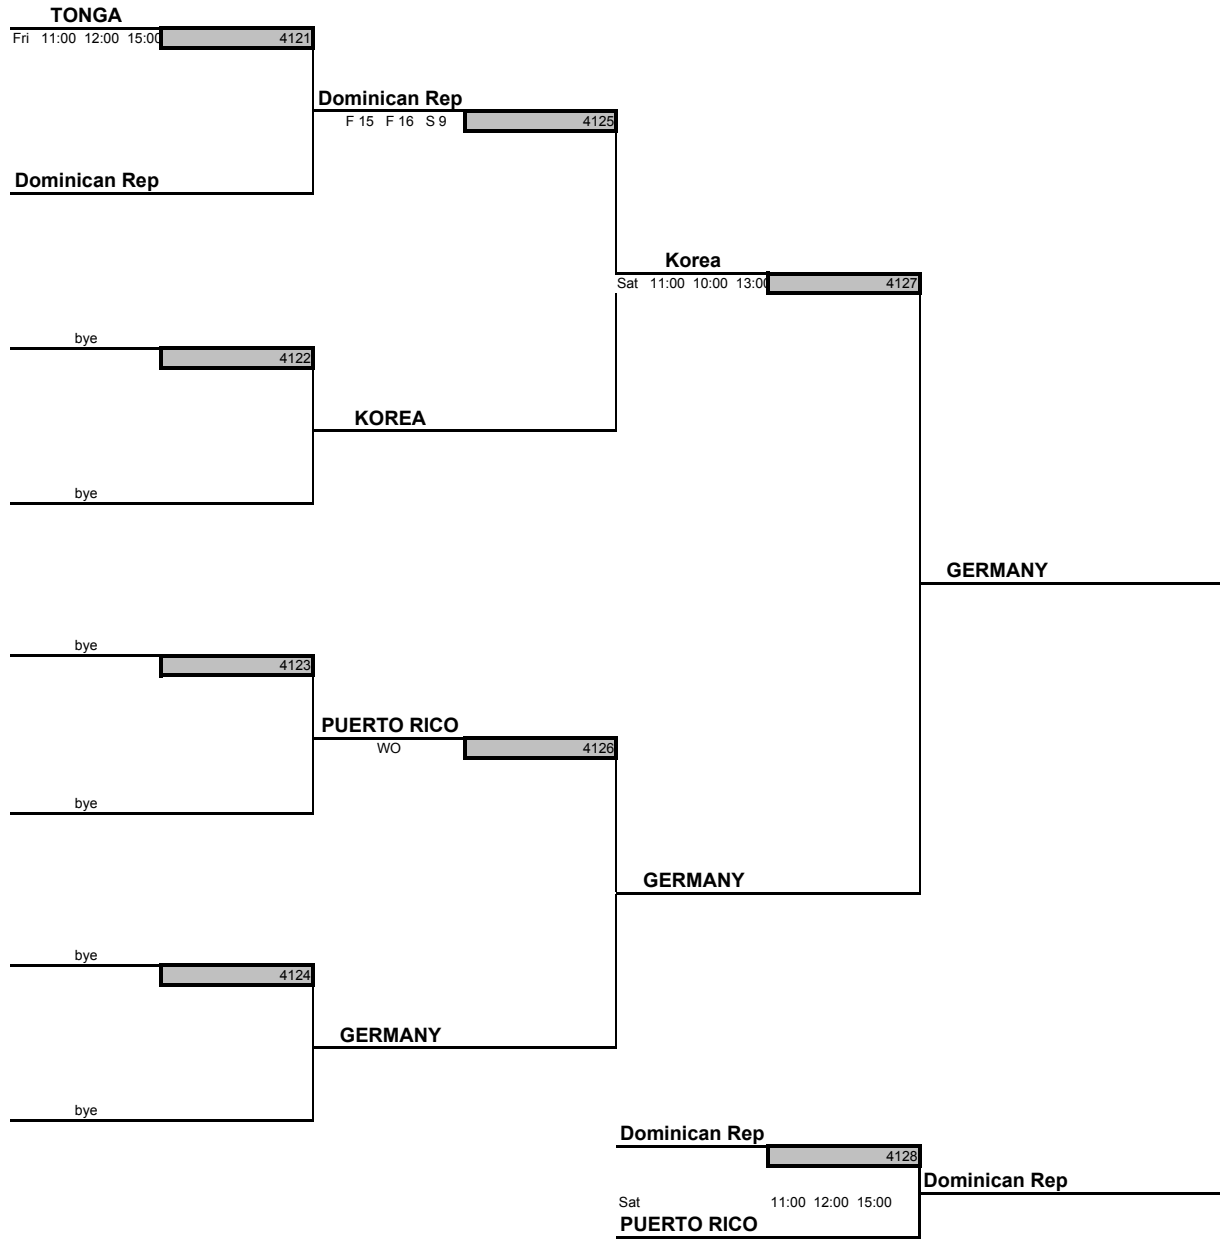 TONGA
Fri 11:00 12:00 15:00 4121
Dominican Rep
F 15 F 16 S 9 4125
Dominican Rep
Korea
Sat 11:00 10:00 13:00 4127
bye
4122
KOREA
bye
GERMANY
bye
4123
PUERTO RICO
WO 4126
bye
GERMANY
bye
4124
GERMANY
bye
Dominican Rep
4128
Dominican Rep
Sat 11:00 12:00 15:00
PUERTO RICO